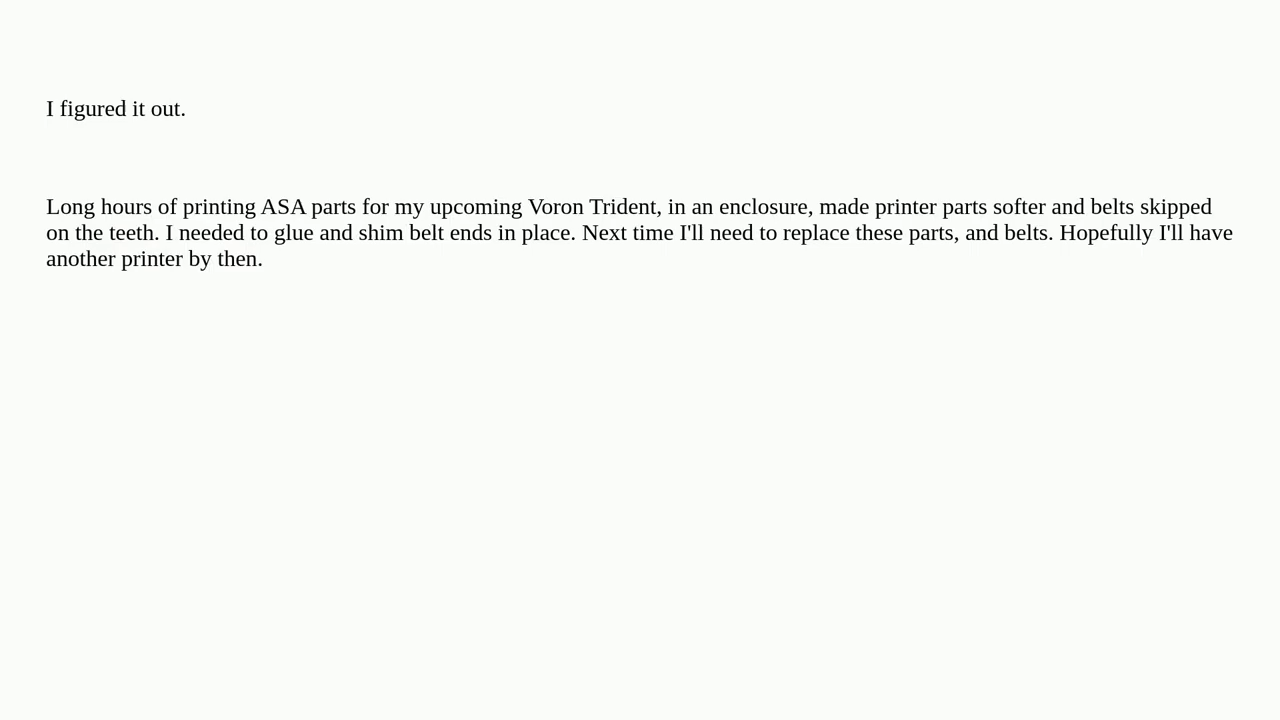 I figured it out.
Long hours of printing ASA parts for my upcoming Voron Trident, in an enclosure, made printer parts softer and belts skipped
on the teeth. I needed to glue and shim belt ends in place. Next time I'll need to replace these parts, and belts. Hopefully I'll have
another printer by then.